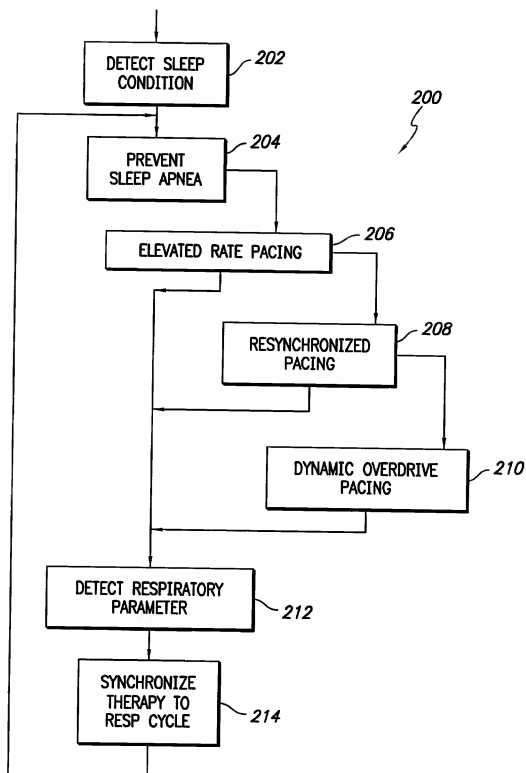 DETECT SLEEP
CONDITION
202
200
PREVENT
SLEEP APNEA
204
ELEVATED RATE PACING
206
RESYNCHRONIZED
PACING
208
DYNAMIC OVERDRIVE
PACING
210
DETECT RESPIRATORY
PARAMETER
212
SYNCHRONIZE
THERAPY TO
RESP CYCLE
214